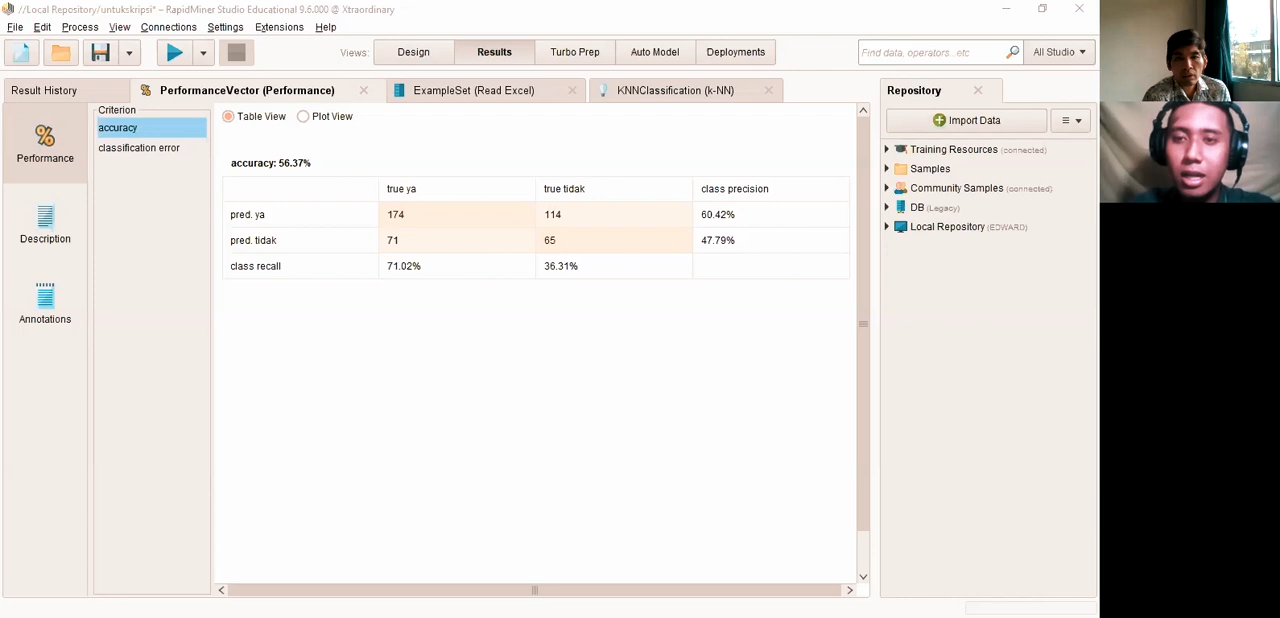 //Local Repository/untukskripsi* – RapidMiner Studio Educational 9.6.000 @ Xtraordinary
File Edit Process View Connections Settings Extensions Help
Views: Design Results Turbo Prep Auto Model Deployments Find data, operators...etc All Studio
Result History PerformanceVector (Performance) ExampleSet (Read Excel) KNNClassification (k-NN) Repository
Criterion
accuracy
classification error
Performance
Description
Annotations
Table View Plot View
accuracy: 56.37%
true ya true tidak class precision
pred. ya 174 114 60.42%
pred. tidak 71 65 47.79%
class recall 71.02% 36.31%
Import Data
Training Resources (connected)
Samples
Community Samples (connected)
DB (Legacy)
Local Repository (EDWARD)